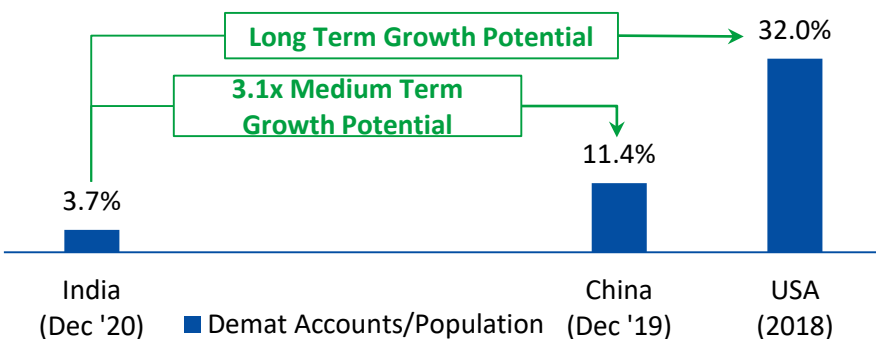 Long Term Growth Potential
32.0%
3.1x Medium Term
Growth Potential
11.4%
3.7%
India
(Dec '20)
Demat Accounts/Population
China
(Dec '19)
USA
(2018)